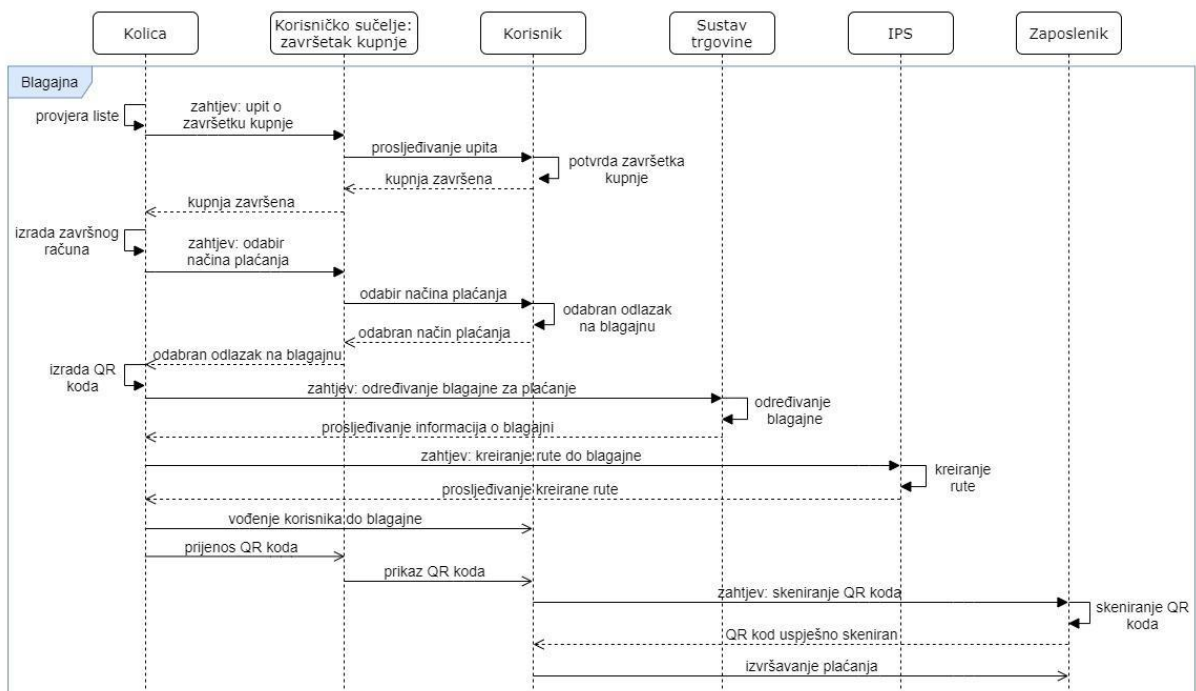 Kolica
Korisničko sučelje:
završetak kupnje
Korisnik
Sustav
trgovine
IPS
Zaposlenik
Blagajna
provjera liste
zahtjev: upit o
završetku kupnje
prosljeđivanje upita
potvrda završetka
kupnje
kupnja završena
kupnja završena
izrada završnog
računa
zahtjev: odabir
načina plaćanja
odabir načina plaćanja
odabran odlazak
na blagajnu
odabran način plaćanja
odabran odlazak na blagajnu
izrada QR
koda
zahtjev: određivanje blagajne za plaćanje
određivanje
blagajne
prosljeđivanje informacija o blagajni
zahtjev: kreiranje rute do blagajne
kreiranje
rute
prosljeđivanje kreirane rute
vođenje korisnika do blagajne
prijenos QR koda
prikaz QR koda
zahtjev: skeniranje QR koda
skeniranje QR
koda
QR kod uspješno skeniran
izvršavanje plaćanja